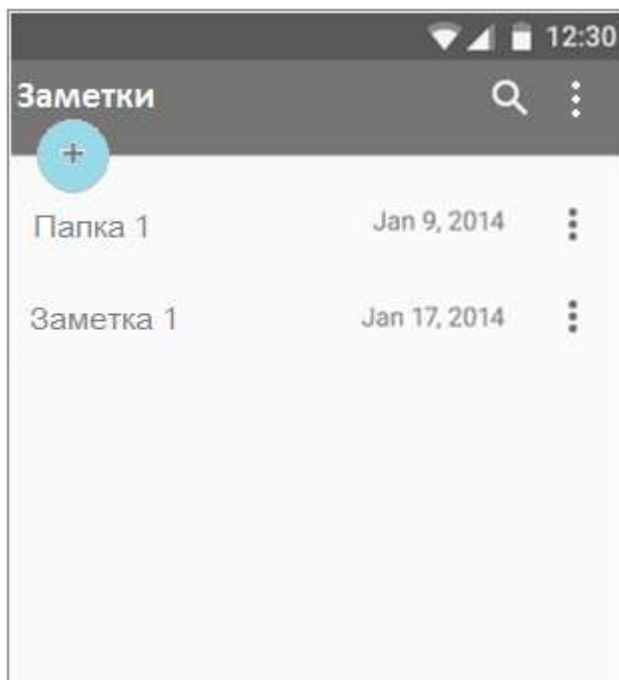 12:30
Заметки
+
Папка 1 Jan 9, 2014
Заметка 1 Jan 17, 2014